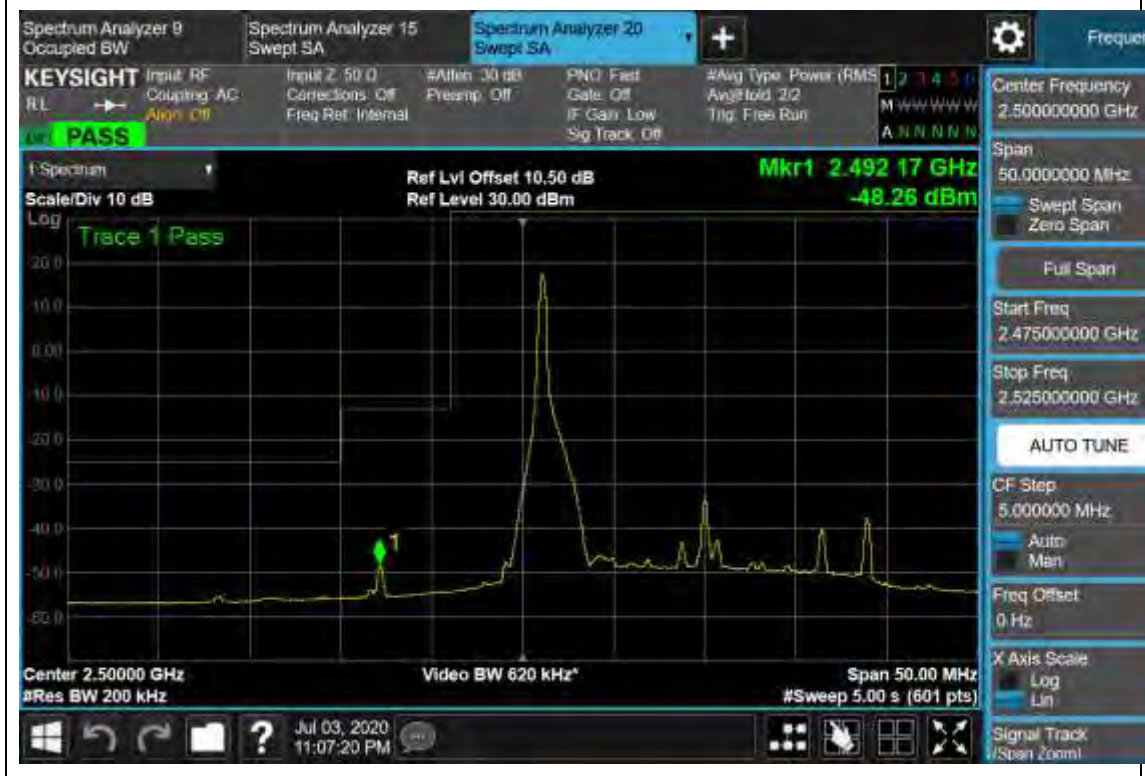 Spectrum Analyzer 9
Occupied BW
Spectrum Analyzer 15
Swept SA
Spectrum Analyzer 20
Swept SA
KEYSIGHT
RL
Input: RF
Coupling: AC
Align: Off
Input Z: 50 Ω
Corrections: Off
Freq Ref: Internal
#Atten: 30 dB
Preamp: Off
PNO: Fast
Gate: Off
IF Gain: Low
Sig Track: Off
#Avg Type: Power (RMS
Avg|Hold: 2/2
Trig: Free Run
1 2 3 4 5 6
M W W W W W
A N N N N N
PASS
1 Spectrum
Scale/Div 10 dB
Ref Lvl Offset 10.50 dB
Ref Level 30.00 dBm
Mkr1 2.492 17 GHz
-48.26 dBm
Log
Trace 1 Pass
20.0
10.0
0.00
-10.0
-20.0
-30.0
-40.0
-50.0
-60.0
1
Center 2.50000 GHz
#Res BW 200 kHz
Video BW 620 kHz*
Span 50.00 MHz
#Sweep 5.00 s (601 pts)
Jul 03, 2020
11:07:20 PM
Frequen
Center Frequency
2.500000000 GHz
Span
50.0000000 MHz
Swept Span
Zero Span
Full Span
Start Freq
2.475000000 GHz
Stop Freq
2.525000000 GHz
AUTO TUNE
CF Step
5.000000 MHz
Auto
Man
Freq Offset
0 Hz
X Axis Scale
Log
Lin
Signal Track
(Span Zoom)